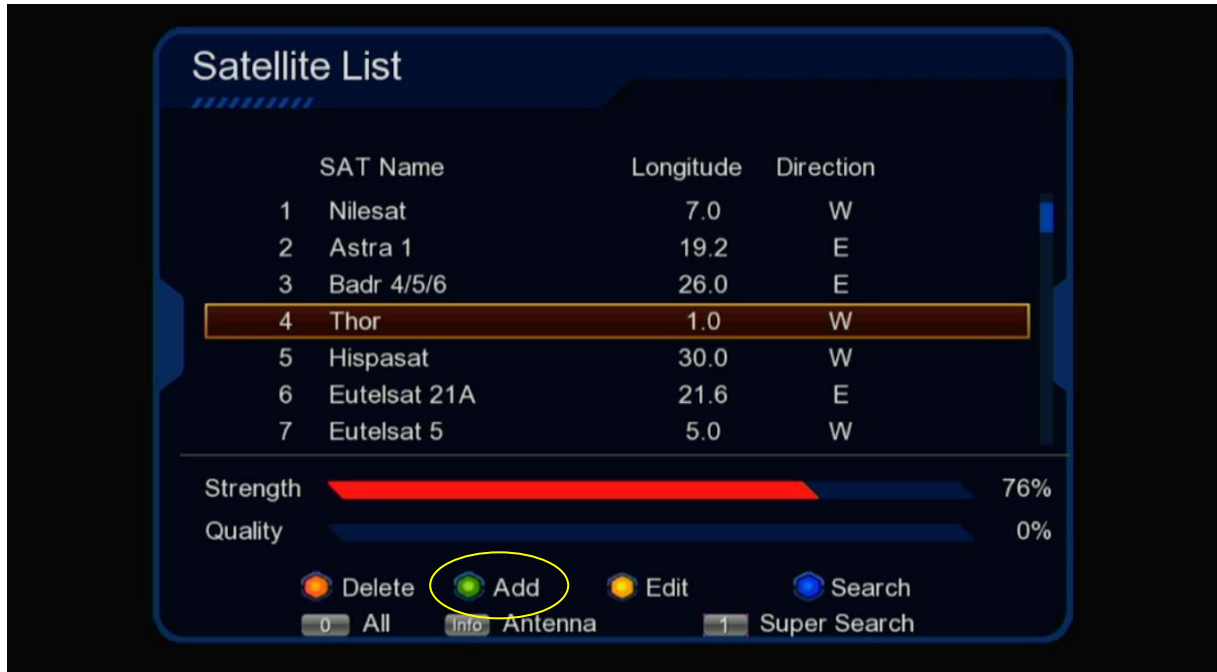 Satellite List
SAT Name Longitude Direction
1 Nilesat 7.0 W
2 Astra 1 19.2 E
3 Badr 4/5/6 26.0 E
4 Thor 1.0 W
5 Hispasat 30.0 W
6 Eutelsat 21A 21.6 E
7 Eutelsat 5 5.0 W
Strength 76%
Quality 0%
Delete Add Edit Search
0 All Info Antenna 1 Super Search